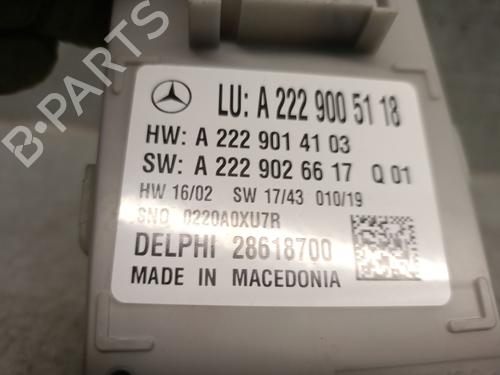 LU: A 222 900 51 18
HW: A 222 901 41 03
SW: A 222 902 66 17 Q 01
HW 16/02 SW 17/43 010/19
SNO 0220A0XU7R
DELPHI 28618700
MADE IN MACEDONIA